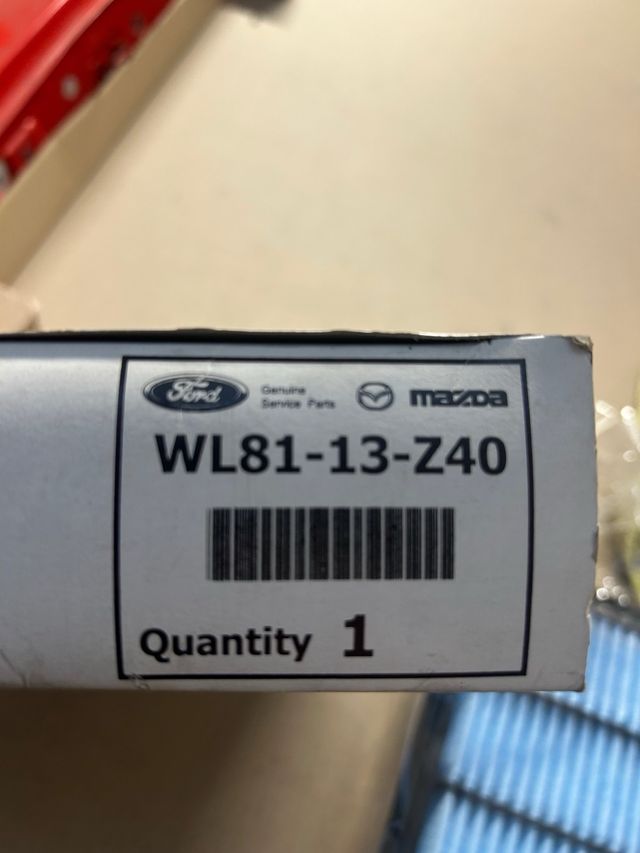 Ford Genuine Service Parts mazda
WL81-13-Z40
Quantity 1